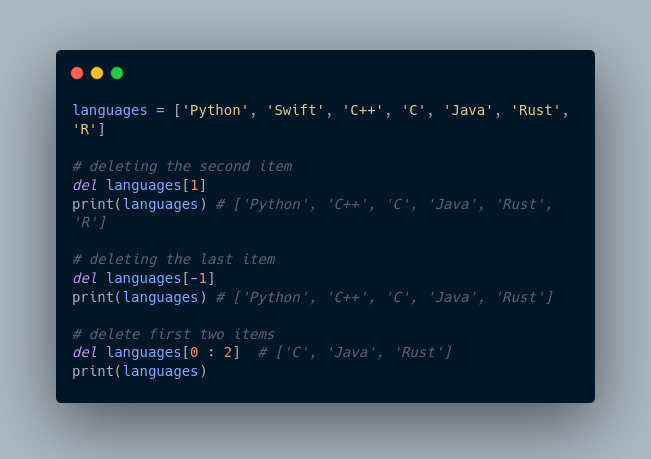 languages = ['Python', 'Swift', 'C++', 'C', 'Java', 'Rust',
'R']
# deleting the second item
del languages[1]
print(languages) # ['Python', 'C++', 'C', 'Java', 'Rust',
'R']
# deleting the last item
del languages[-1]
print(languages) # ['Python', 'C++', 'C', 'Java', 'Rust']
# delete first two items
del languages[0 : 2]  # ['C', 'Java', 'Rust']
print(languages)